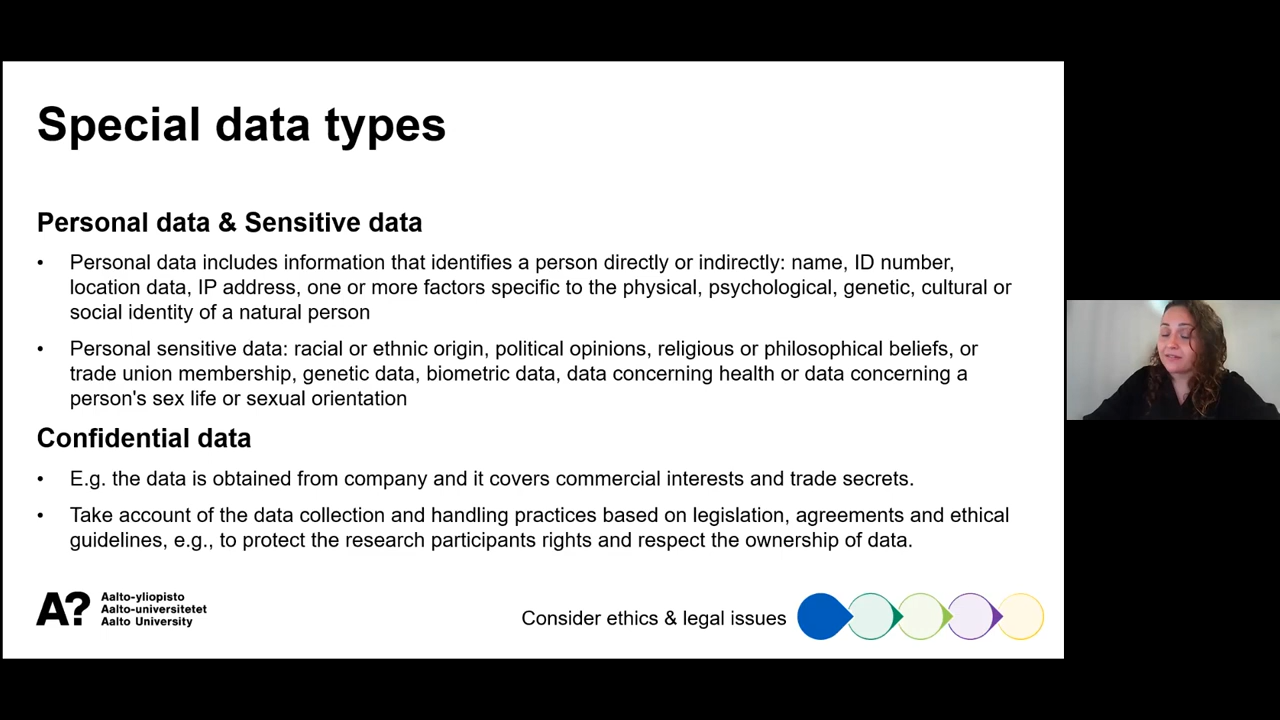 Special data types
Personal data & Sensitive data
• Personal data includes information that identifies a person directly or indirectly: name, ID number,
location data, IP address, one or more factors specific to the physical, psychological, genetic, cultural or
social identity of a natural person
• Personal sensitive data: racial or ethnic origin, political opinions, religious or philosophical beliefs, or
trade union membership, genetic data, biometric data, data concerning health or data concerning a
person's sex life or sexual orientation
Confidential data
• E.g. the data is obtained from company and it covers commercial interests and trade secrets.
• Take account of the data collection and handling practices based on legislation, agreements and ethical
guidelines, e.g., to protect the research participants rights and respect the ownership of data.
A?
Aalto-yliopisto
Aalto-universitetet
Aalto University
Consider ethics & legal issues